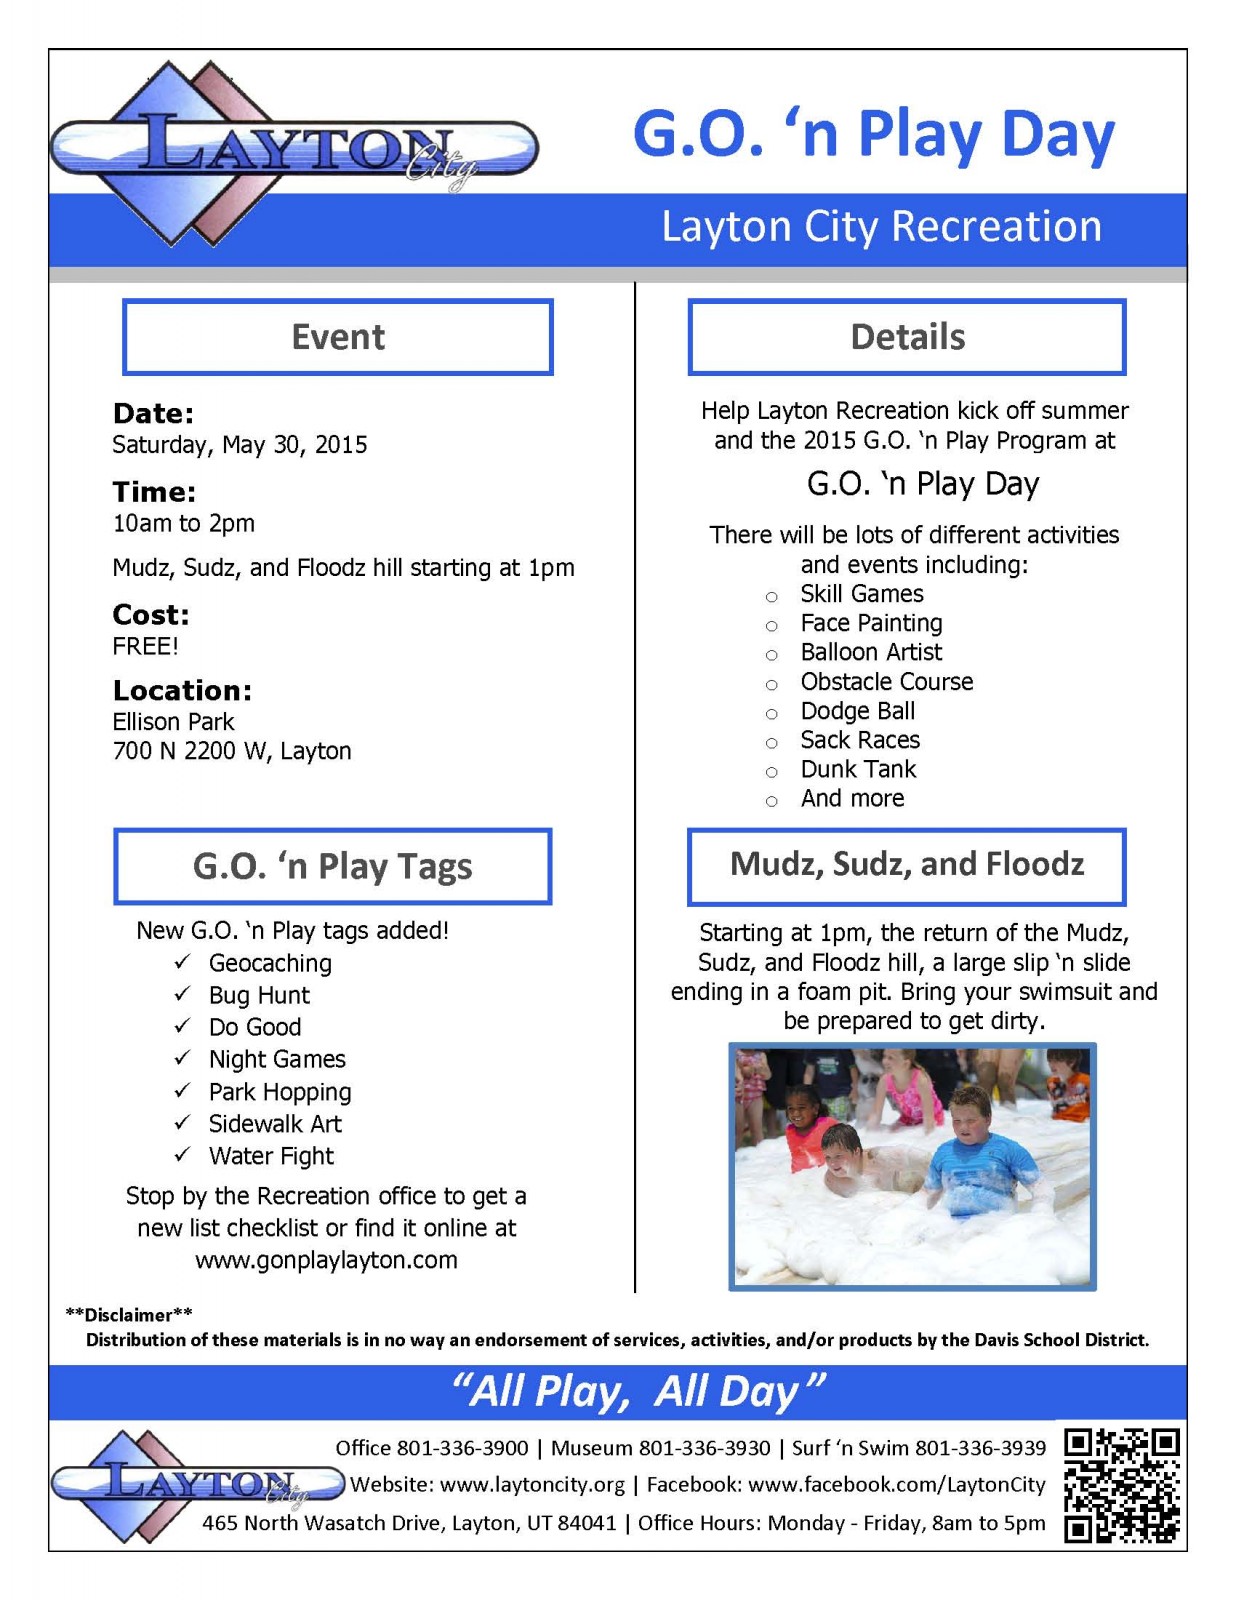 LAYTON City
G.O. ‘n Play Day
Layton City Recreation
Event
Date:
Saturday, May 30, 2015
Time:
10am to 2pm
Mudz, Sudz, and Floodz hill starting at 1pm
Cost:
FREE!
Location:
Ellison Park
700 N 2200 W, Layton
Details
Help Layton Recreation kick off summer
and the 2015 G.O. ‘n Play Program at
G.O. ‘n Play Day
There will be lots of different activities
and events including:
o Skill Games
o Face Painting
o Balloon Artist
o Obstacle Course
o Dodge Ball
o Sack Races
o Dunk Tank
o And more
G.O. ‘n Play Tags
New G.O. ‘n Play tags added!
✓ Geocaching
✓ Bug Hunt
✓ Do Good
✓ Night Games
✓ Park Hopping
✓ Sidewalk Art
✓ Water Fight
Stop by the Recreation office to get a
new list checklist or find it online at
www.gonplaylayton.com
Mudz, Sudz, and Floodz
Starting at 1pm, the return of the Mudz,
Sudz, and Floodz hill, a large slip ‘n slide
ending in a foam pit. Bring your swimsuit and
be prepared to get dirty.
**Disclaimer**
Distribution of these materials is in no way an endorsement of services, activities, and/or products by the Davis School District.
“All Play, All Day”
LAYTON City
Office 801-336-3900 | Museum 801-336-3930 | Surf ‘n Swim 801-336-3939
Website: www.laytoncity.org | Facebook: www.facebook.com/LaytonCity
465 North Wasatch Drive, Layton, UT 84041 | Office Hours: Monday - Friday, 8am to 5pm